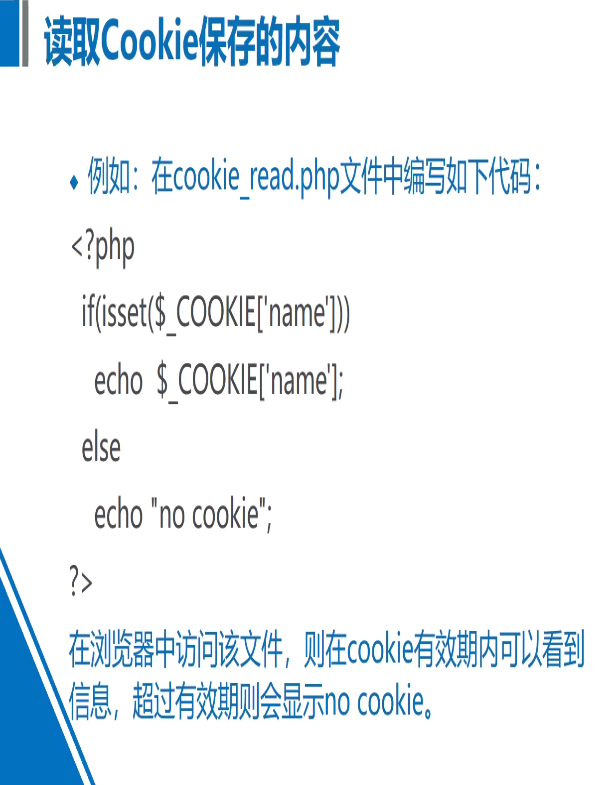 读取Cookie保存的内容
例如：在cookie_read.php文件中编写如下代码：
<?php
if(isset($_COOKIE['name']))
echo $_COOKIE['name'];
else
echo "no cookie";
?>
在浏览器中访问该文件，则在cookie有效期内可以看到
信息，超过有效期则会显示no cookie。